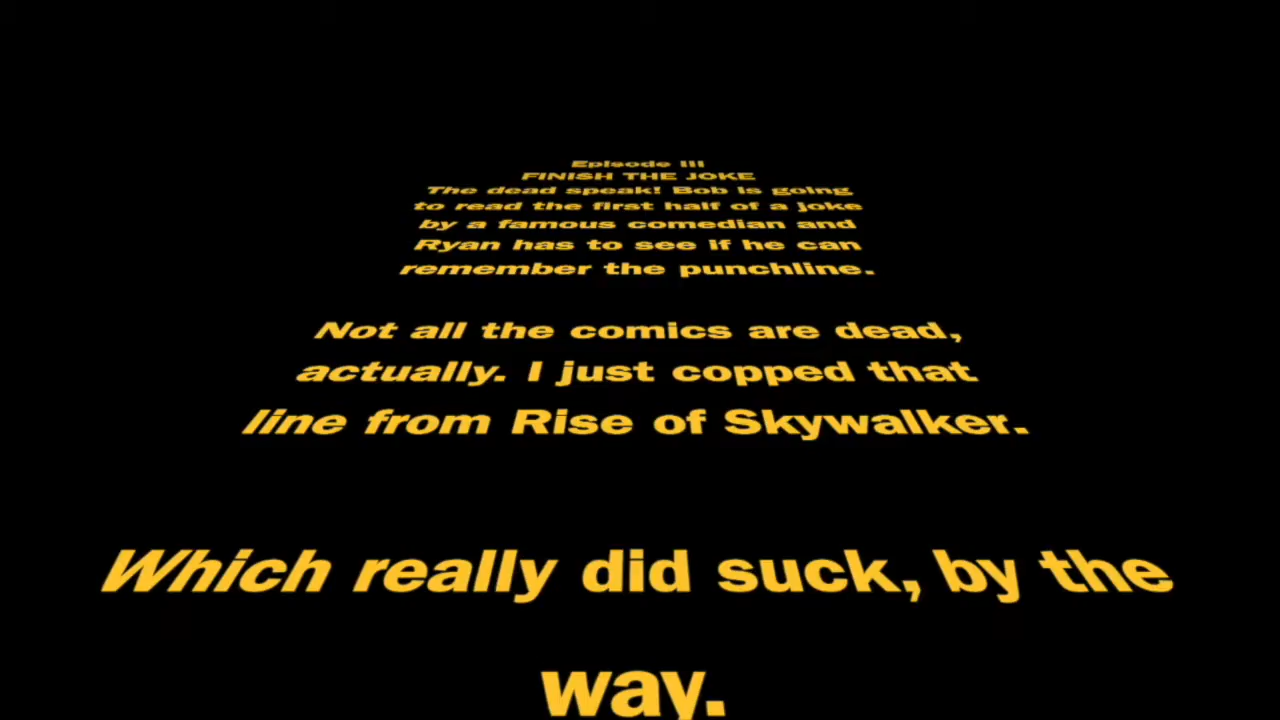 Episode III
FINISH THE JOKE
The dead speak! Bob is going
to read the first half of a joke
by a famous comedian and
Ryan has to see if he can
remember the punchline.
Not all the comics are dead,
actually. I just copped that
line from Rise of Skywalker.
Which really did suck, by the
way.